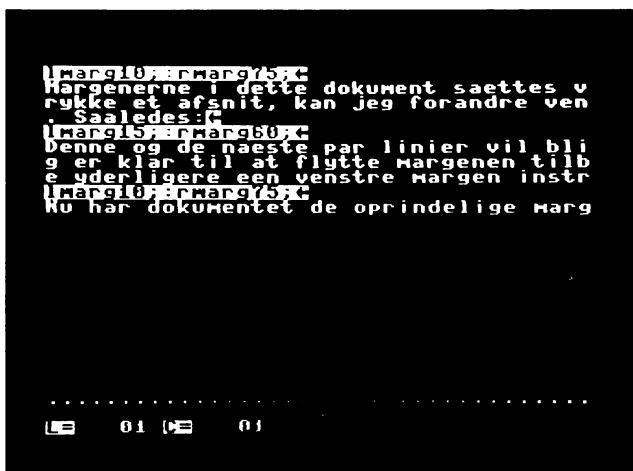 lmarg10;:rmarg75;←
Margenerne i dette dokument saettes v
rykke et afsnit, kan jeg forandre ven
. Saaledes:←
lmarg15;:rmarg60;←
Denne og de naeste par linier vil bli
g er klar til at flytte margenen tilb
e yderligere een venstre margen instr
lmarg10;:rmarg75;←
Nu har dokumentet de oprindelige marg
L= 01 C= 01